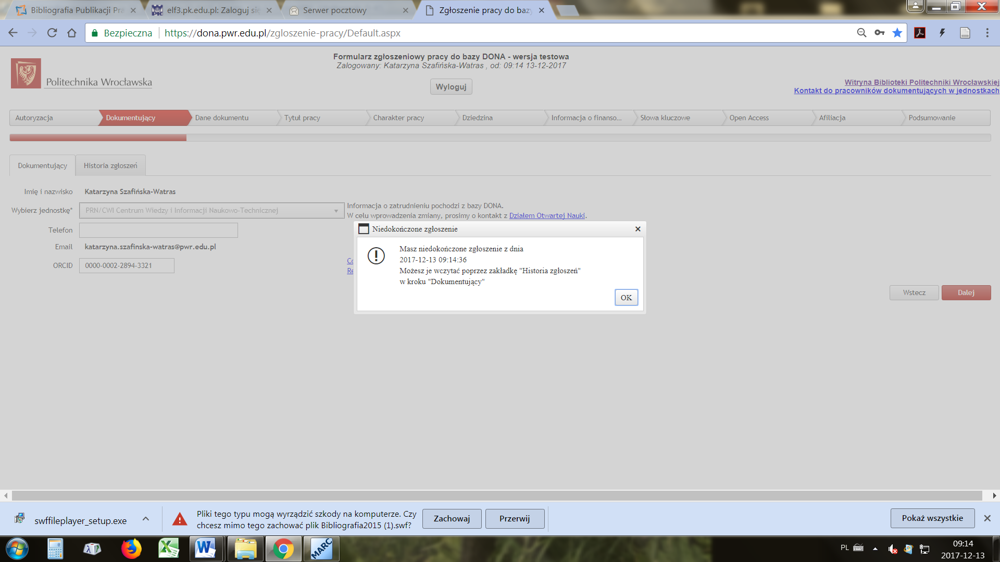 Bibliografia Publikacji Pra
elf3.pk.edu.pl: Zaloguj się
Serwer pocztowy
Zgłoszenie pracy do bazy
Bezpieczna
https://dona.pwr.edu.pl/zgloszenie-pracy/Default.aspx
Formularz zgłoszeniowy pracy do bazy DONA - wersja testowa
Zalogowany: Katarzyna Szafińska-Watras , od: 09:14 13-12-2017
Politechnika Wrocławska
Wyloguj
Witryna Biblioteki Politechniki Wrocławskiej
Kontakt do pracowników dokumentujących w jednostkach
Autoryzacja
Dokumentujący
Dane dokumentu
Tytuł pracy
Charakter pracy
Dziedzina
Informacja o finanso...
Słowa kluczowe
Open Access
Afiliacja
Podsumowanie
Dokumentujący
Historia zgłoszeń
Imię i nazwisko
Katarzyna Szafińska-Watras
Wybierz jednostkę*
PRN/CWI Centrum Wiedzy i Informacji Naukowo-Technicznej
Informacja o zatrudnieniu pochodzi z bazy DONA.
W celu wprowadzenia zmiany, prosimy o kontakt z Działem Otwartej Nauki.
Telefon
Email
katarzyna.szafinska-watras@pwr.edu.pl
ORCID
0000-0002-2894-3321
Co
Re
Niedokończone zgłoszenie
Masz niedokończone zgłoszenie z dnia
2017-12-13 09:14:36
Możesz je wczytać poprzez zakładkę "Historia zgłoszeń"
w kroku "Dokumentujący"
OK
Wstecz
Dalej
swffileplayer_setup.exe
Pliki tego typu mogą wyrządzić szkody na komputerze. Czy
chcesz mimo tego zachować plik Bibliografia2015 (1).swf?
Zachowaj
Przerwij
Pokaż wszystkie
MARC
PL
09:14
2017-12-13